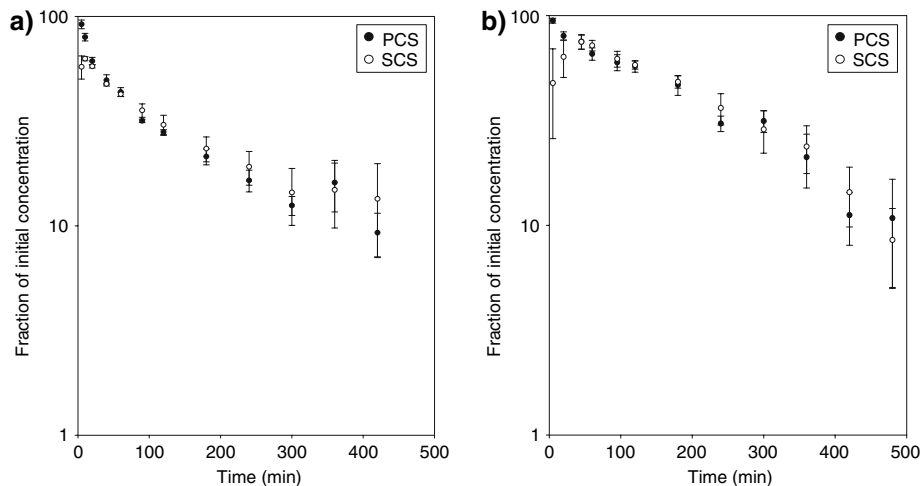 a)
100
10
1
Fraction of initial concentration
PCS
SCS
0 100 200 300 400 500
Time (min)
b)
100
10
1
Fraction of initial concentration
PCS
SCS
0 100 200 300 400 500
Time (min)